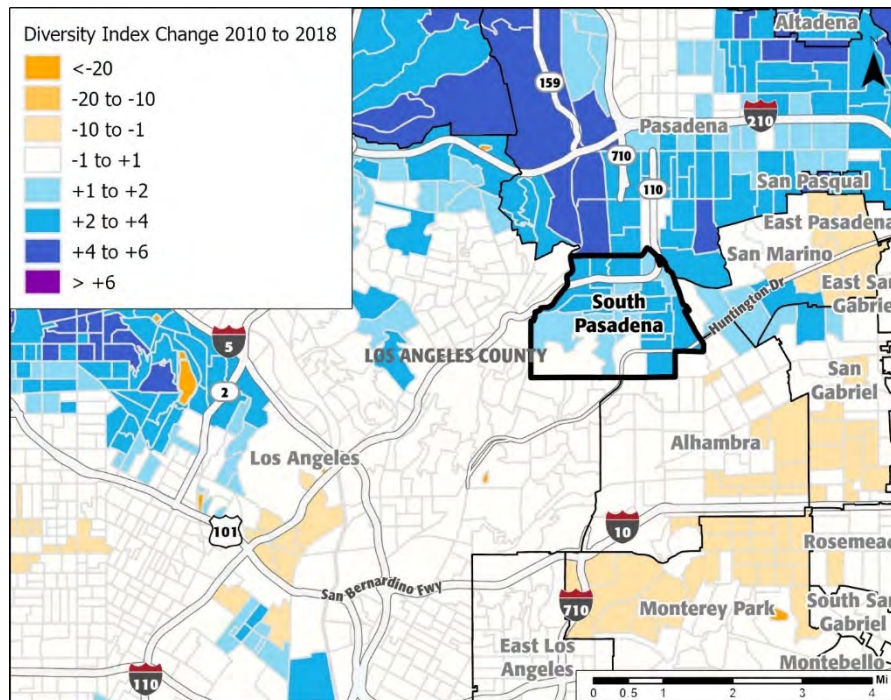 Diversity Index Change 2010 to 2018
<-20
-20 to -10
-10 to -1
-1 to +1
+1 to +2
+2 to +4
+4 to +6
> +6
Altadena
159
210
Pasadena
710
110
San Pasqual
East Pasadena
San Marino
East San
Gabriel
Huntington Dr
South
Pasadena
5
LOS ANGELES COUNTY
2
San
Gabriel
Alhambra
Los Angeles
101
10
Rosemead
San Bernardino Fwy
710
Monterey Park
South San
Gabriel
East Los
Angeles
Montebello
110
0 0.5 1 2 3 4